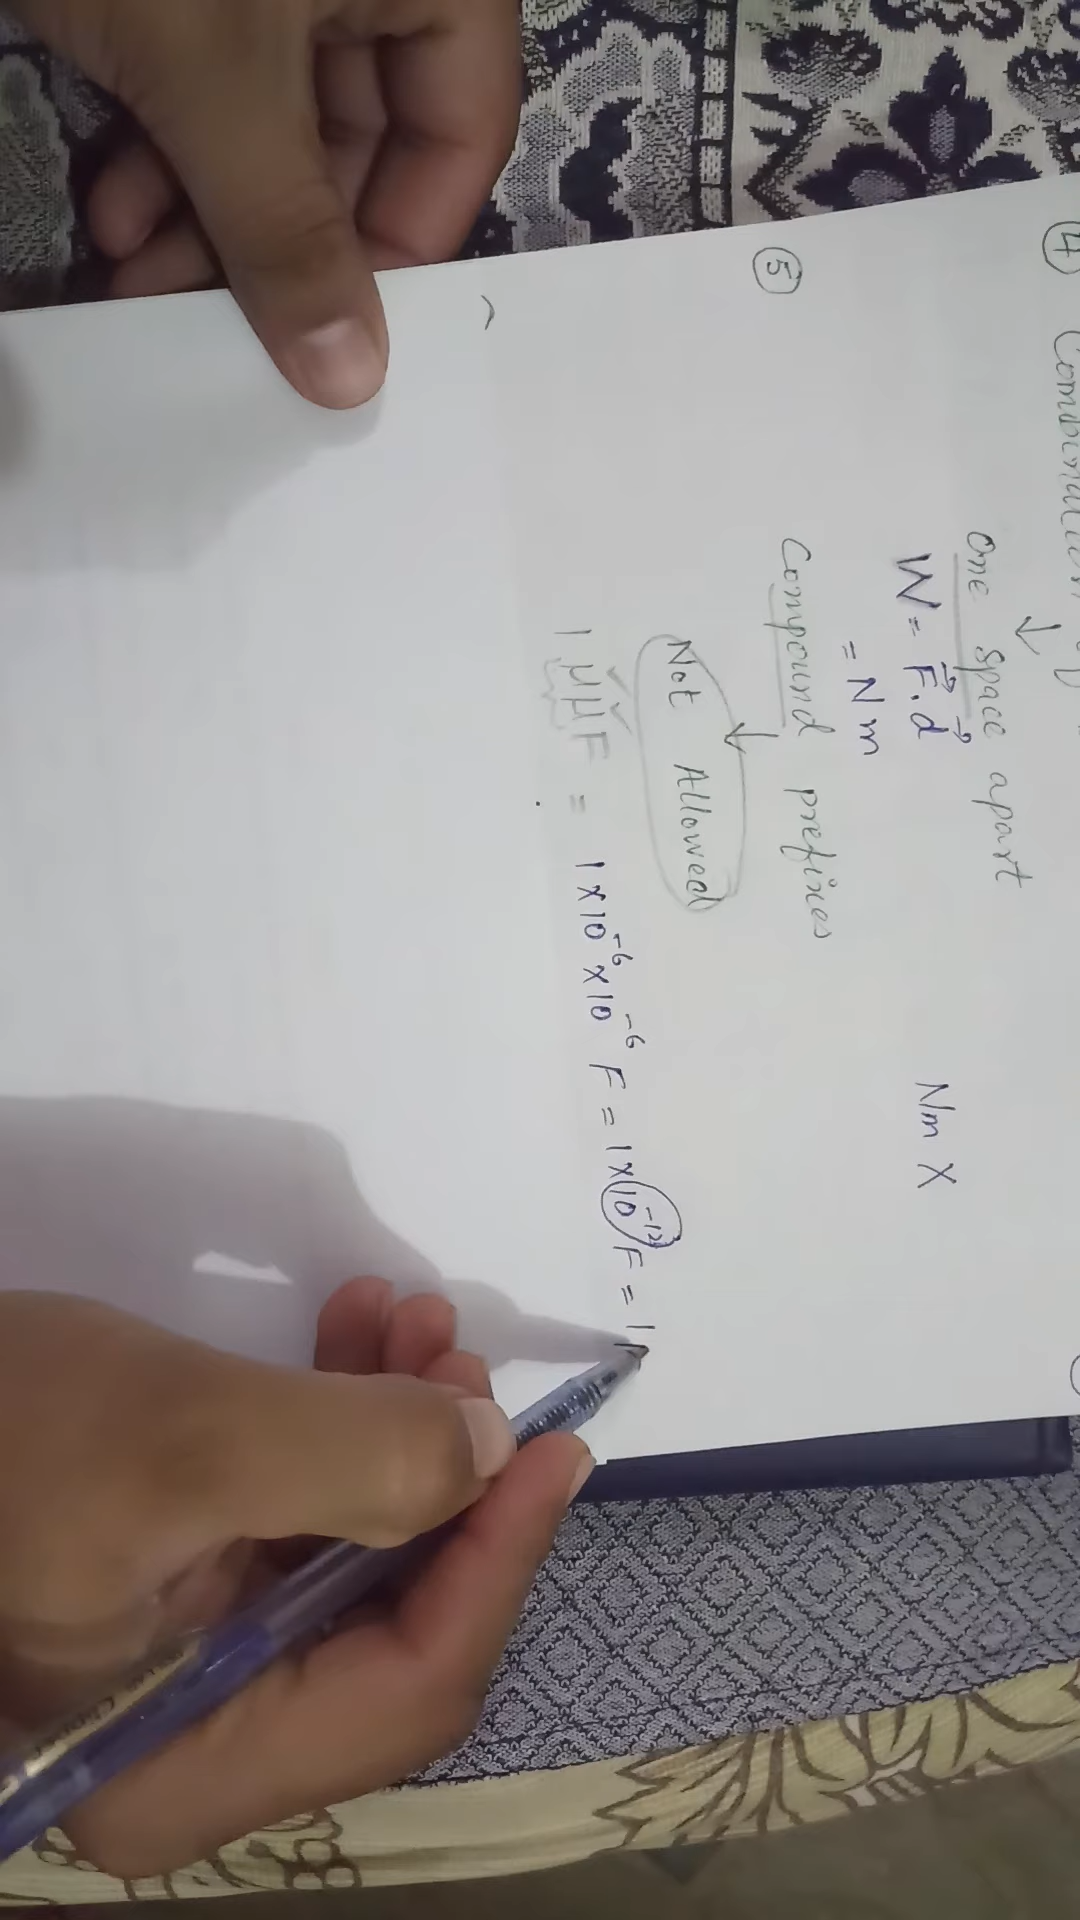 ④ Combination
↓
One space apart
W = F⃗.d⃗ Nm X
= N m
⑤ Compound prefixes
↓
Not Allowed
1 μμF = 1×10⁻⁶×10⁻⁶ F = 1×10⁻¹² F = 1